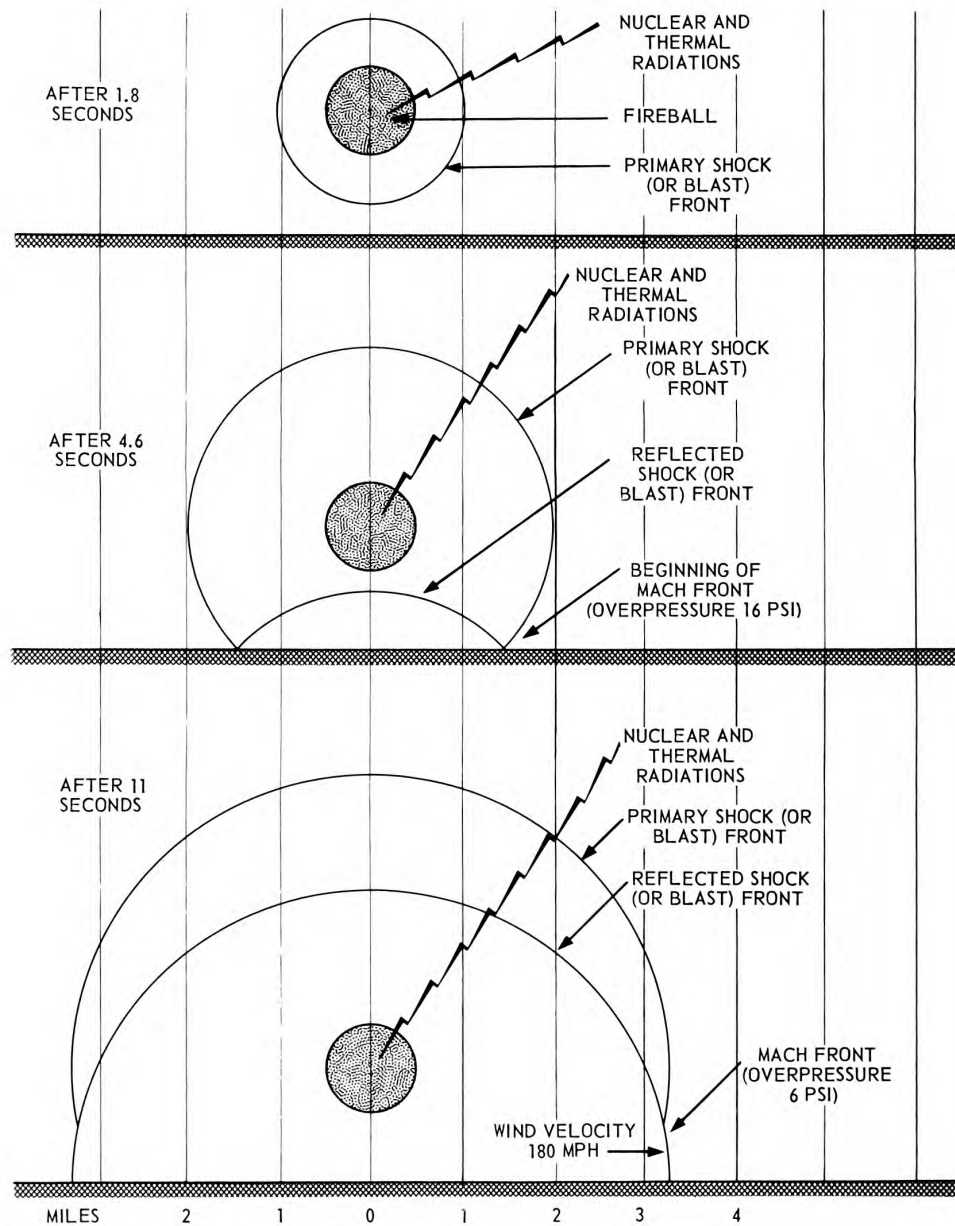 NUCLEAR AND
THERMAL
RADIATIONS
AFTER 1.8
SECONDS
FIREBALL
PRIMARY SHOCK
(OR BLAST)
FRONT
NUCLEAR AND
THERMAL
RADIATIONS
PRIMARY SHOCK
(OR BLAST)
FRONT
AFTER 4.6
SECONDS
REFLECTED
SHOCK (OR
BLAST) FRONT
BEGINNING OF
MACH FRONT
(OVERPRESSURE 16 PSI)
NUCLEAR AND
THERMAL
RADIATIONS
AFTER 11
SECONDS
PRIMARY SHOCK (OR
BLAST) FRONT
REFLECTED SHOCK
(OR BLAST) FRONT
MACH FRONT
(OVERPRESSURE
6 PSI)
WIND VELOCITY
180 MPH
MILES 2 1 0 1 2 3 4